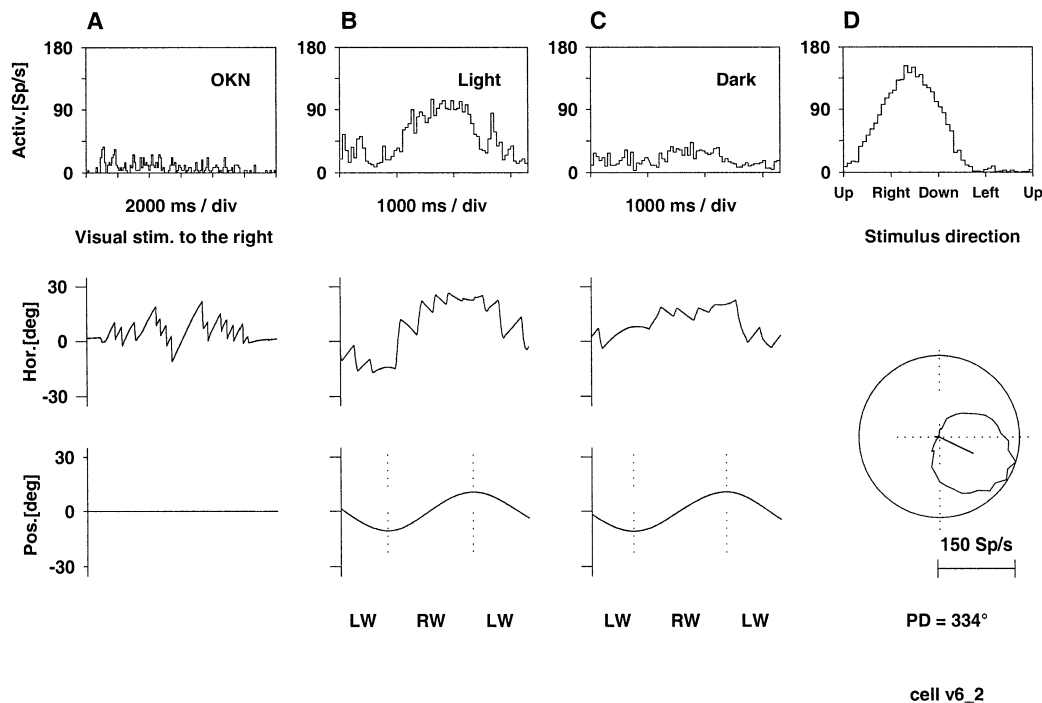 A B C D
180 180 180 180
OKN Light Dark
Activ.[Sp/s]
90 90 90 90
0 0 0 0
Up Right Down Left Up
2000 ms / div 1000 ms / div 1000 ms / div
Visual stim. to the right Stimulus direction
30 30 30
Hor.[deg]
0 0 0
-30 -30 -30
30 30 30
Pos.[deg]
0 0 0
-30 -30 -30
150 Sp/s
LW RW LW LW RW LW PD = 334°
cell v6_2